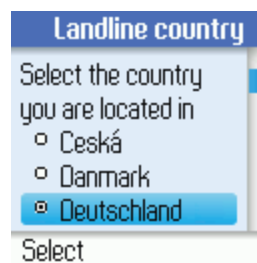 Landline country
Select the country
you are located in
Ceská
Danmark
Deutschland
Select